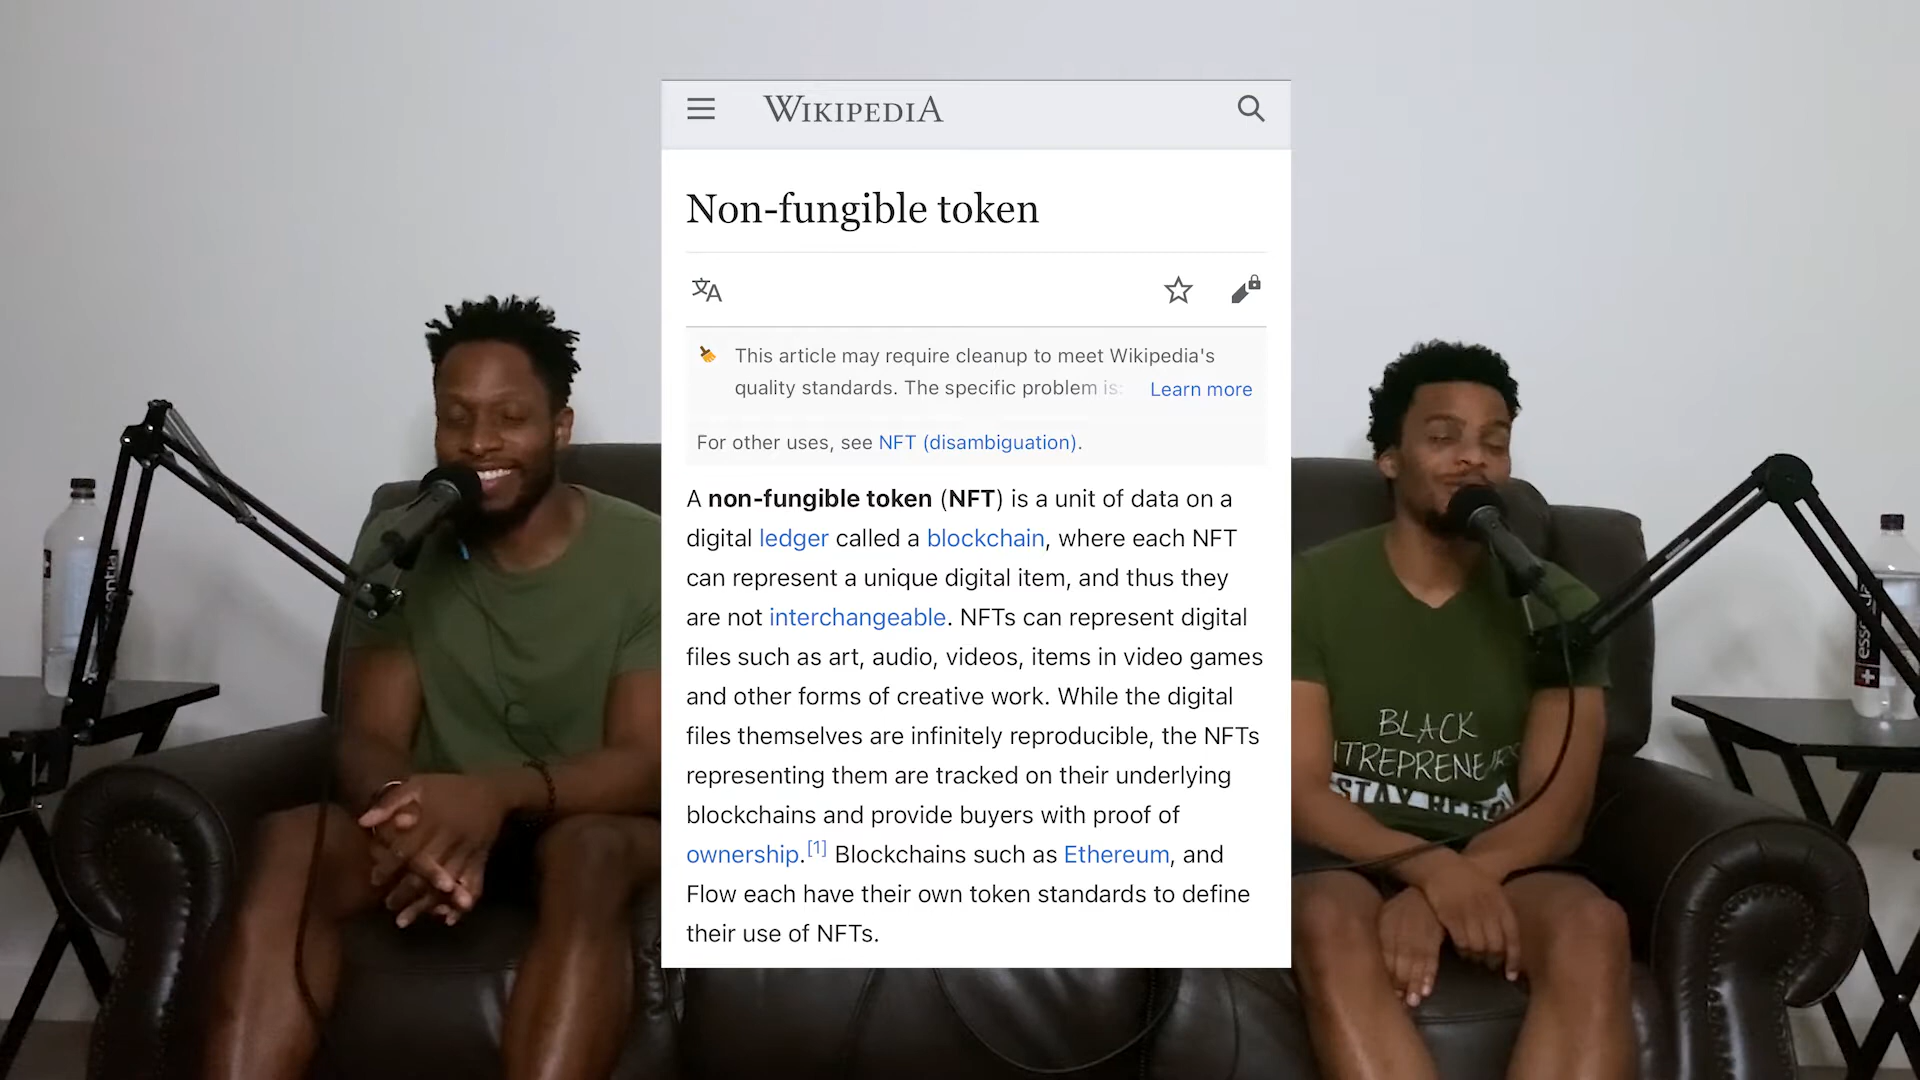 WIKIPEDIA
Non-fungible token
文A
This article may require cleanup to meet Wikipedia's
quality standards. The specific problem is:
Learn more
For other uses, see NFT (disambiguation).
A non-fungible token (NFT) is a unit of data on a
digital ledger called a blockchain, where each NFT
can represent a unique digital item, and thus they
are not interchangeable. NFTs can represent digital
files such as art, audio, videos, items in video games
and other forms of creative work. While the digital
files themselves are infinitely reproducible, the NFTs
representing them are tracked on their underlying
blockchains and provide buyers with proof of
ownership.[1] Blockchains such as Ethereum, and
Flow each have their own token standards to define
their use of NFTs.
BLACK
STAY